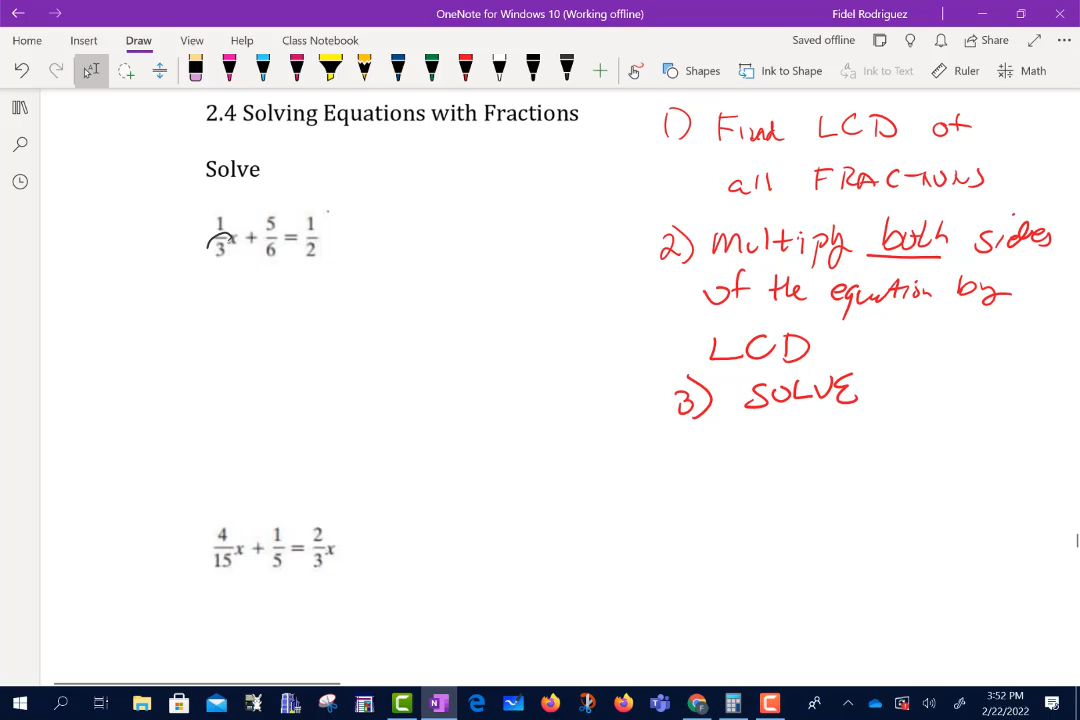 OneNote for Windows 10 (Working offline)
Fidel Rodriguez
Home Insert Draw View Help Class Notebook
Saved offline
Share
Shapes Ink to Shape Ink to Text Ruler Math
2.4 Solving Equations with Fractions
Solve
1/3 x + 5/6 = 1/2
4/15 x + 1/5 = 2/3 x
1) Find LCD of
all FRACTIONS
2) Multiply both sides
of the equation by
LCD
3) SOLVE
3:52 PM
2/22/2022